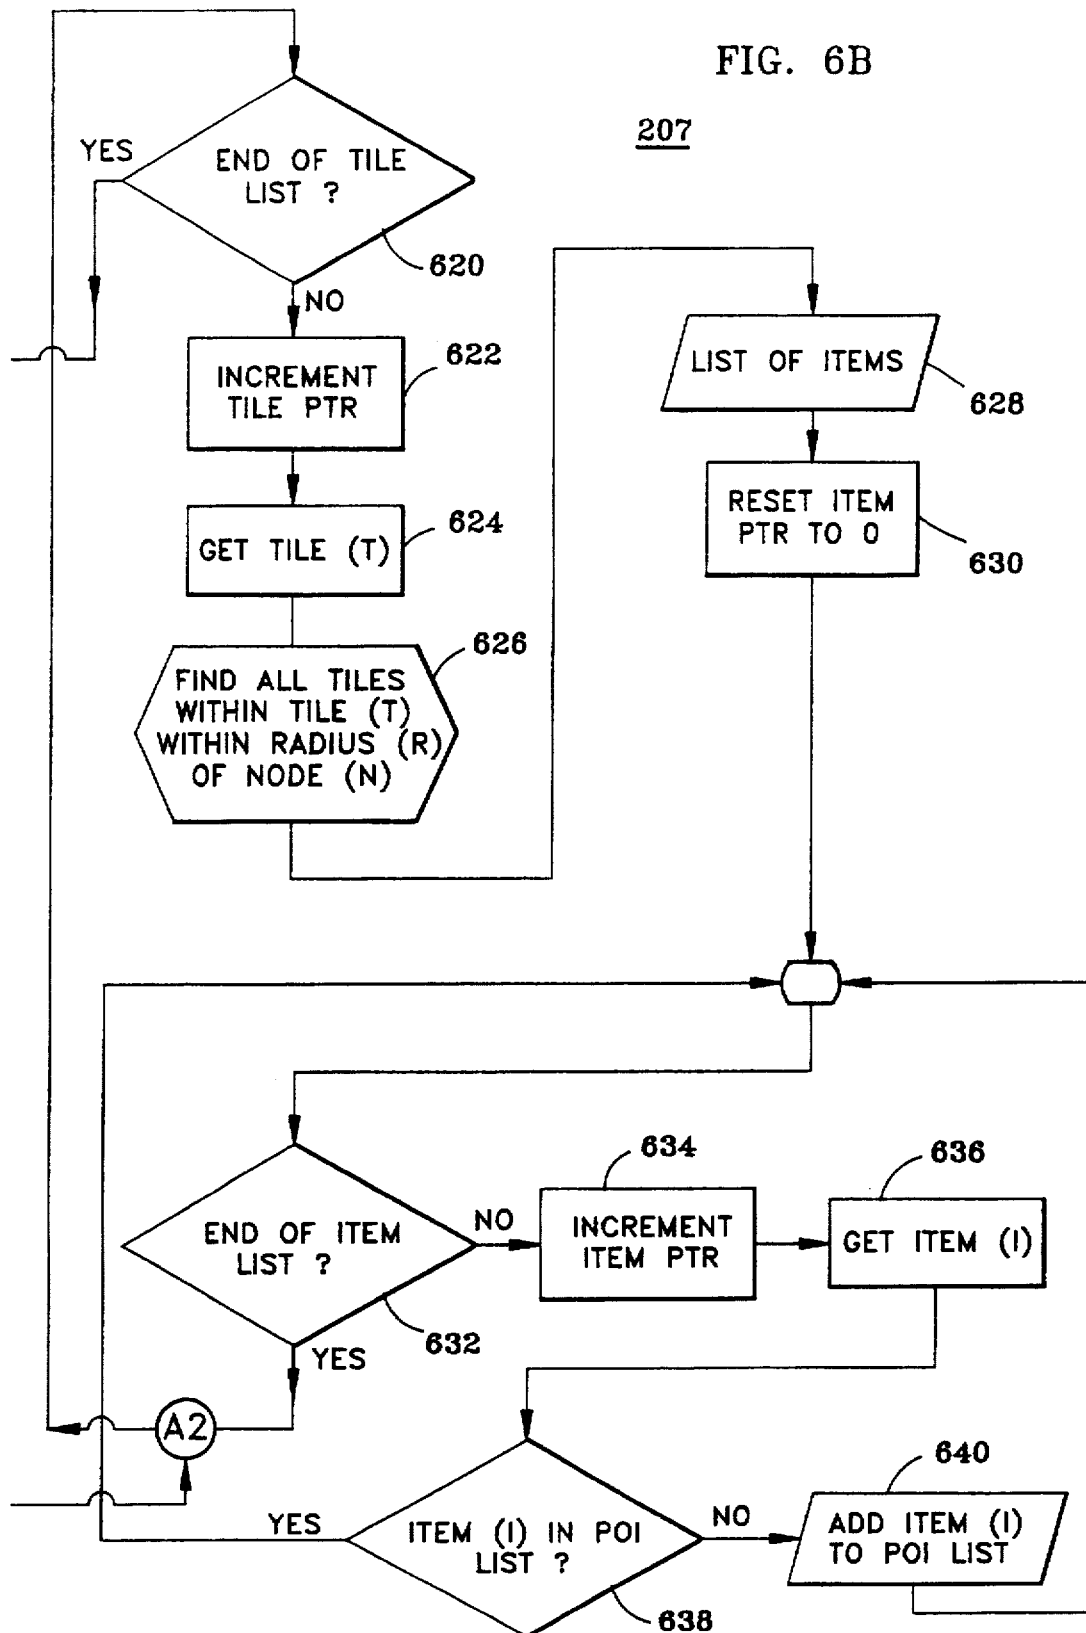 FIG. 6B
207
YES
END OF TILE
LIST ?
620
NO
INCREMENT
TILE PTR
622
GET TILE (T)
624
FIND ALL TILES
WITHIN TILE (T)
WITHIN RADIUS (R)
OF NODE (N)
626
LIST OF ITEMS
628
RESET ITEM
PTR TO 0
630
END OF ITEM
LIST ?
632
NO
YES
INCREMENT
ITEM PTR
634
GET ITEM (I)
636
A2
YES
ITEM (I) IN POI
LIST ?
638
NO
ADD ITEM (I)
TO POI LIST
640